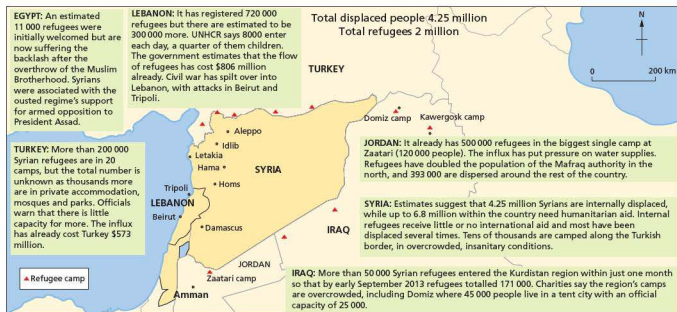 EGYPT: An estimated
11 000 refugees were
initially welcomed but are
now suffering the
backlash after the
overthrow of the Muslim
Brotherhood. Syrians
were associated with the
ousted regime's support
for armed opposition to
President Assad.
LEBANON: It has registered 720 000
refugees but there are estimated to be
300 000 more. UNHCR says 8000 enter
each day, a quarter of them children.
The government estimates that the flow
of refugees has cost $806 million
already. Civil war has spilt over into
Lebanon, with attacks in Beirut and
Tripoli.
Total displaced people 4.25 million
Total refugees 2 million
N
0 200 km
TURKEY
TURKEY: More than 200 000
Syrian refugees are in 20
camps, but the total number is
unknown as thousands more
are in private accommodation,
mosques and parks. Officials
warn that there is little
capacity for more. The influx
has already cost Turkey $573
million.
Aleppo
Idlib
Letakia
Hama
SYRIA
Homs
Tripoli
LEBANON
Beirut
Damascus
Domiz camp
Kawergosk camp
IRAQ
JORDAN
Zaatari camp
Amman
JORDAN: It already has 500 000 refugees in the biggest single camp at
Zaatari (120 000 people). The influx has put pressure on water supplies.
Refugees have doubled the population of the Mafraq authority in the
north, and 393 000 are dispersed around the rest of the country.
SYRIA: Estimates suggest that 4.25 million Syrians are internally displaced,
while up to 6.8 million within the country need humanitarian aid. Internal
refugees receive little or no international aid and most have been
displaced several times. Tens of thousands are camped along the Turkish
border, in overcrowded, insanitary conditions.
IRAQ: More than 50 000 Syrian refugees entered the Kurdistan region within just one month
so that by early September 2013 refugees totalled 171 000. Charities say the region's camps
are overcrowded, including Domiz where 45 000 people live in a tent city with an official
capacity of 25 000.
Refugee camp